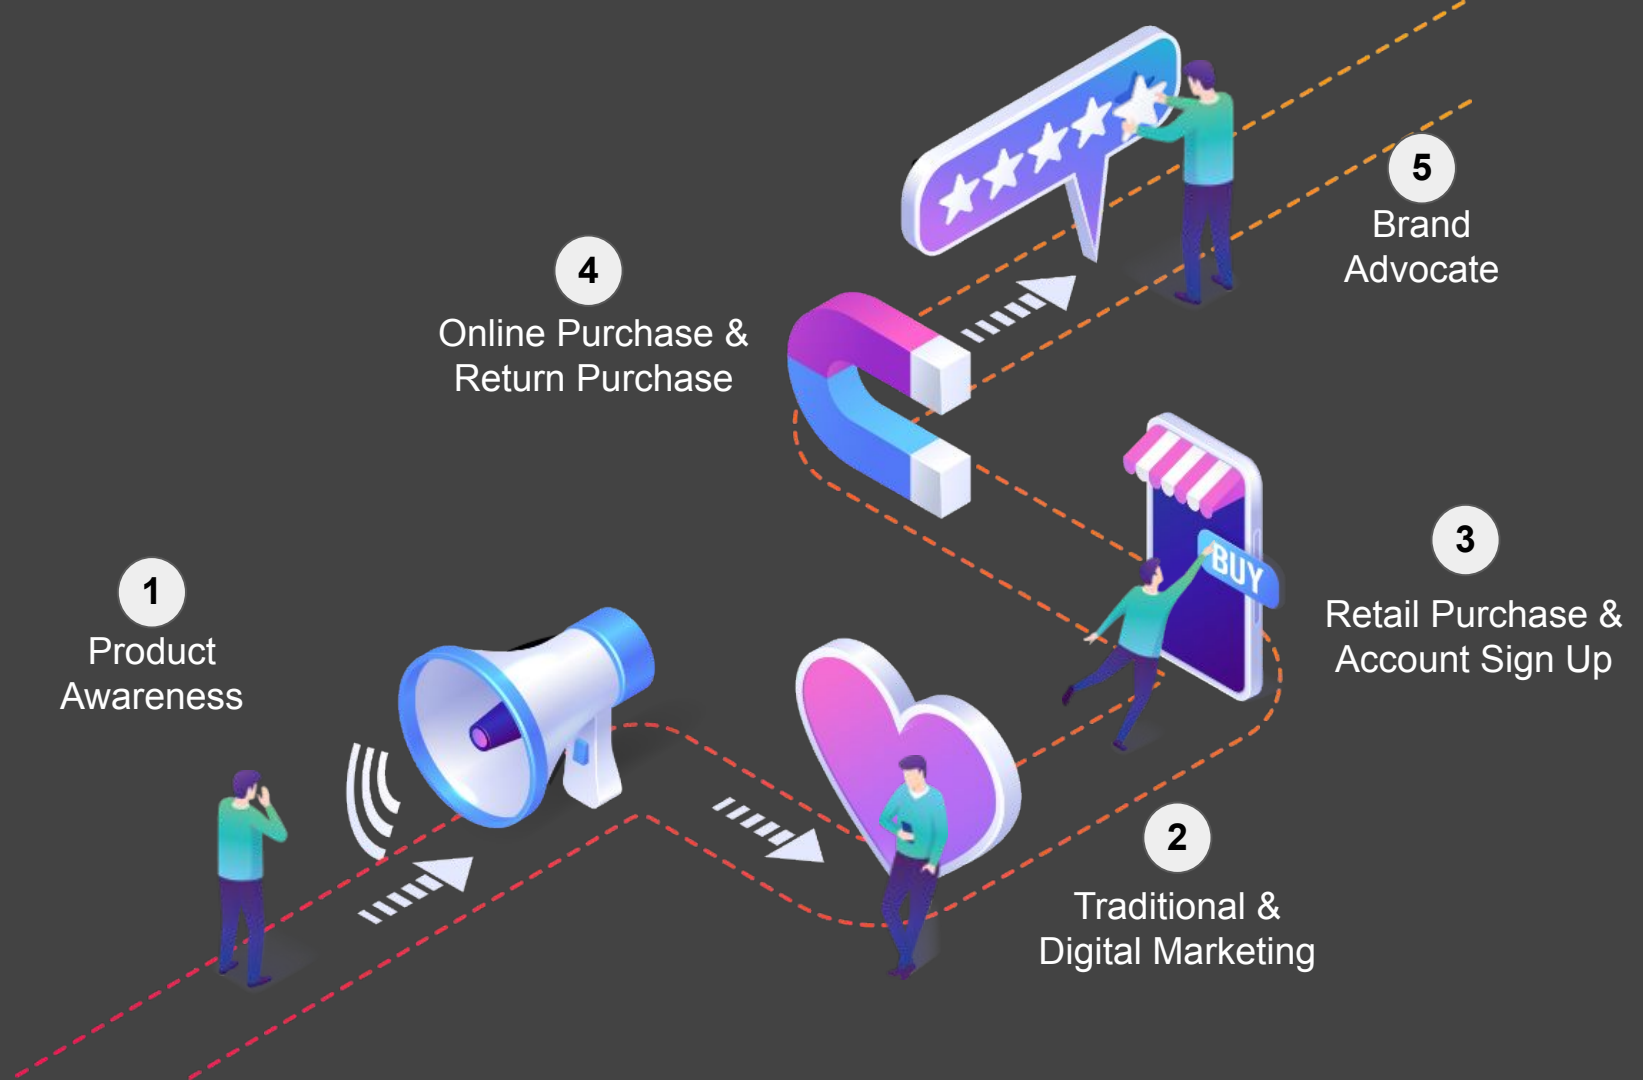 1
Product
Awareness
2
Traditional &
Digital Marketing
3
Retail Purchase &
Account Sign Up
BUY
4
Online Purchase &
Return Purchase
5
Brand
Advocate